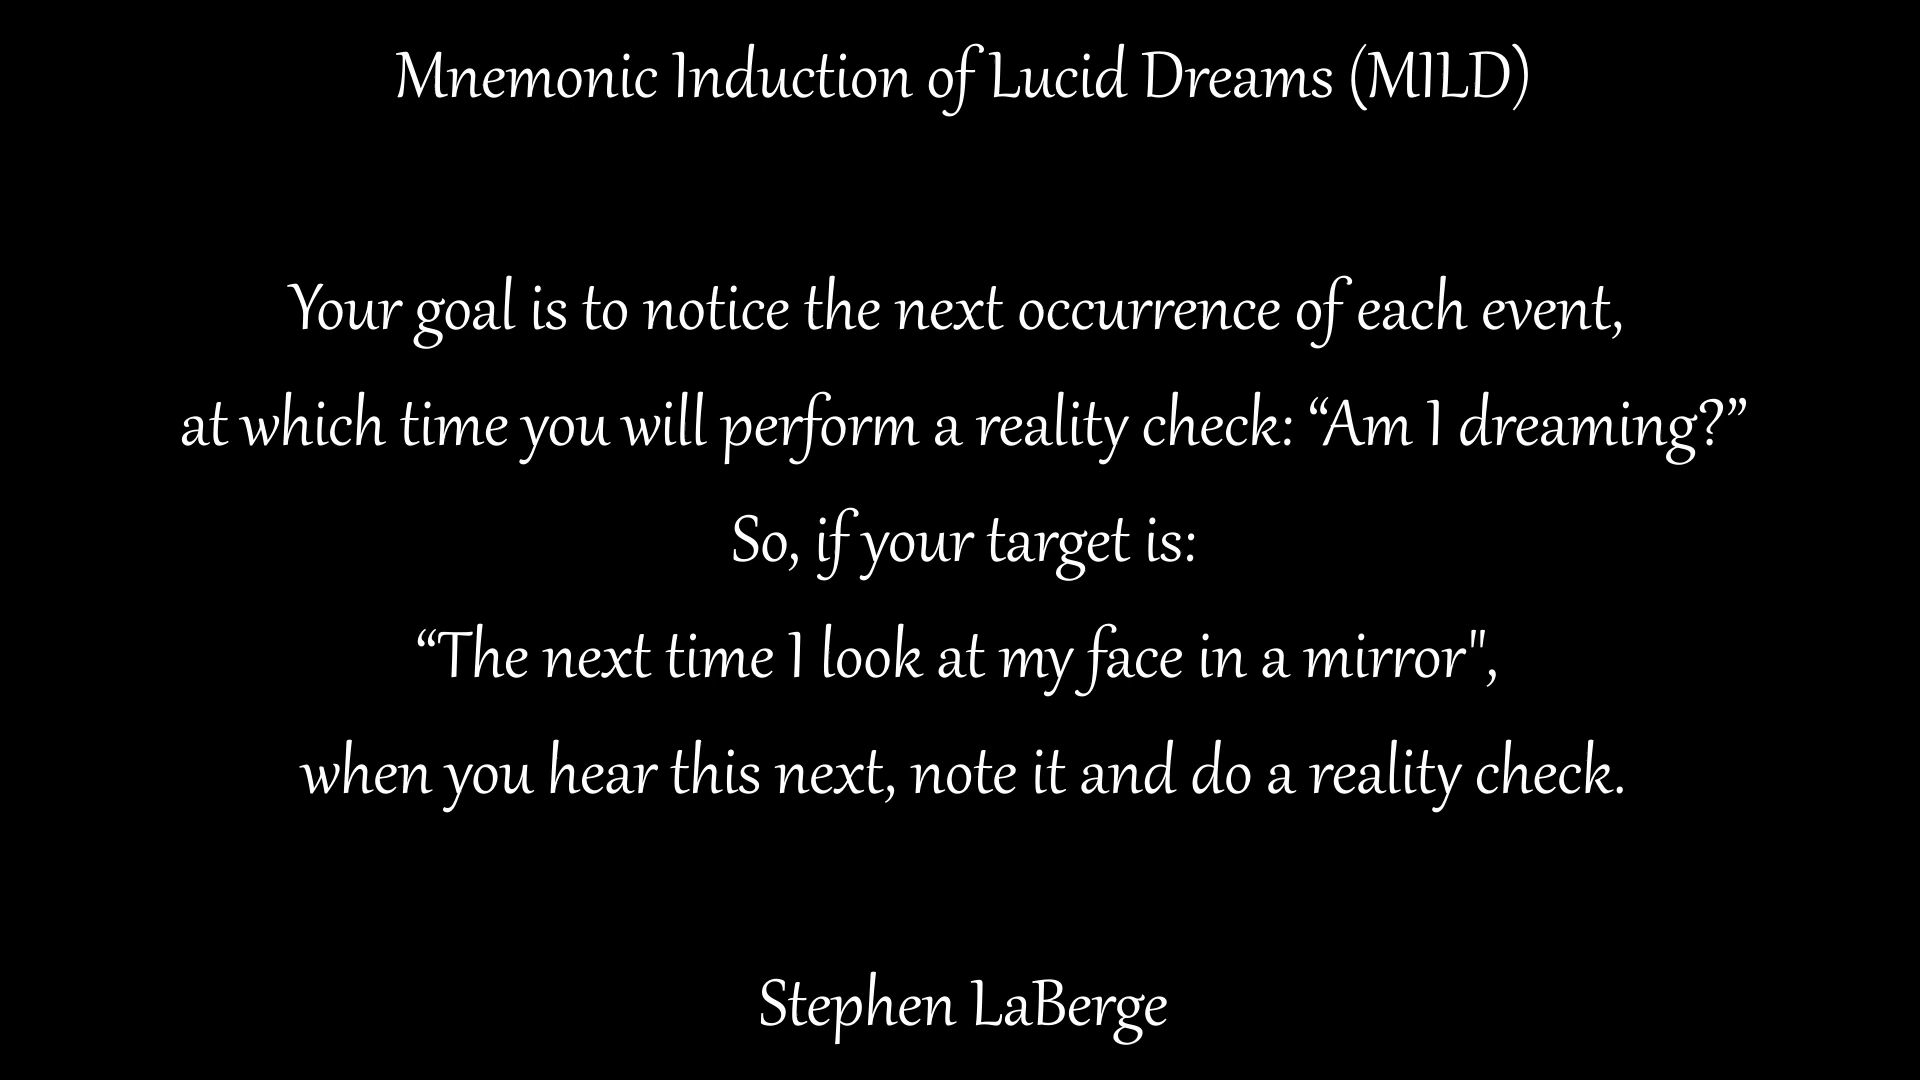 Mnemonic Induction of Lucid Dreams (MILD)
Your goal is to notice the next occurrence of each event,
at which time you will perform a reality check: “Am I dreaming?”
So, if your target is:
“The next time I look at my face in a mirror",
when you hear this next, note it and do a reality check.
Stephen LaBerge